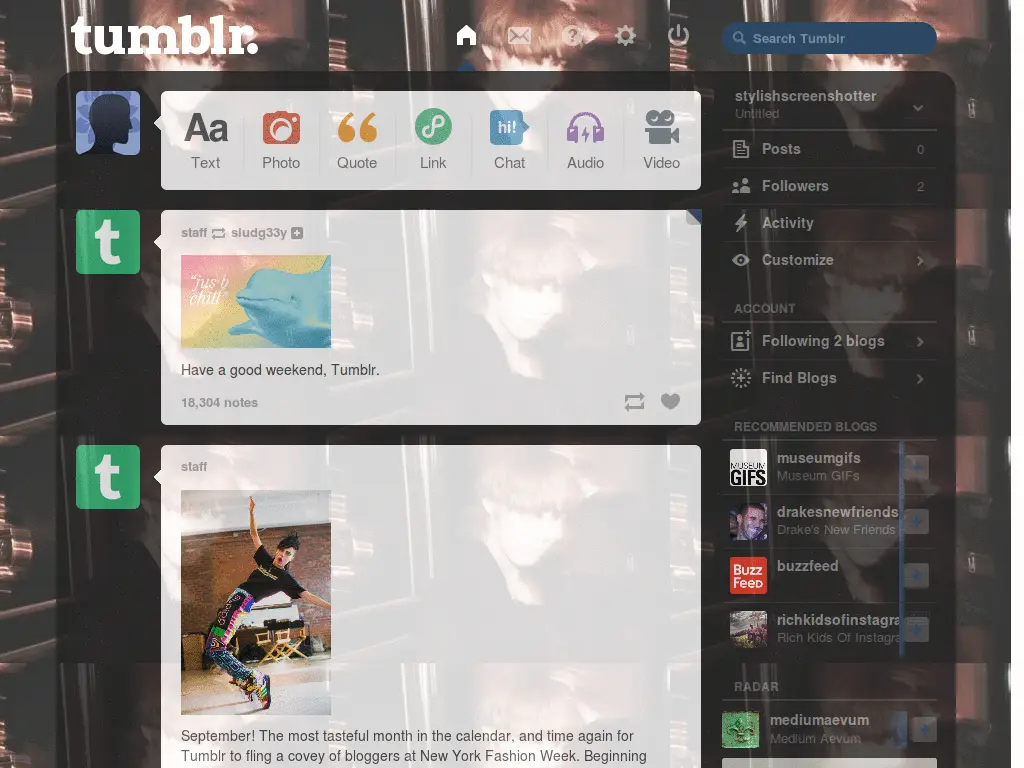 tumblr.
Search Tumblr
Aa
hi!
Text Photo Quote Link Chat Audio Video
stylishscreenshotter
Untitled
Posts 0
Followers 2
Activity
Customize
ACCOUNT
Following 2 blogs
Find Blogs
RECOMMENDED BLOGS
MUSEUM
GIFS
museumgifs
Museum GIFs
drakesnewfriends
Drake's New Friends
Buzz
FeeD
buzzfeed
richkidsofinstagra
Rich Kids Of Instagra
RADAR
mediumaevum
Medium Aevum
t
staff sludg33y
"jus' b
chill"
Have a good weekend, Tumblr.
18,304 notes
t
staff
September! The most tasteful month in the calendar, and time again for
Tumblr to fling a covey of bloggers at New York Fashion Week. Beginning